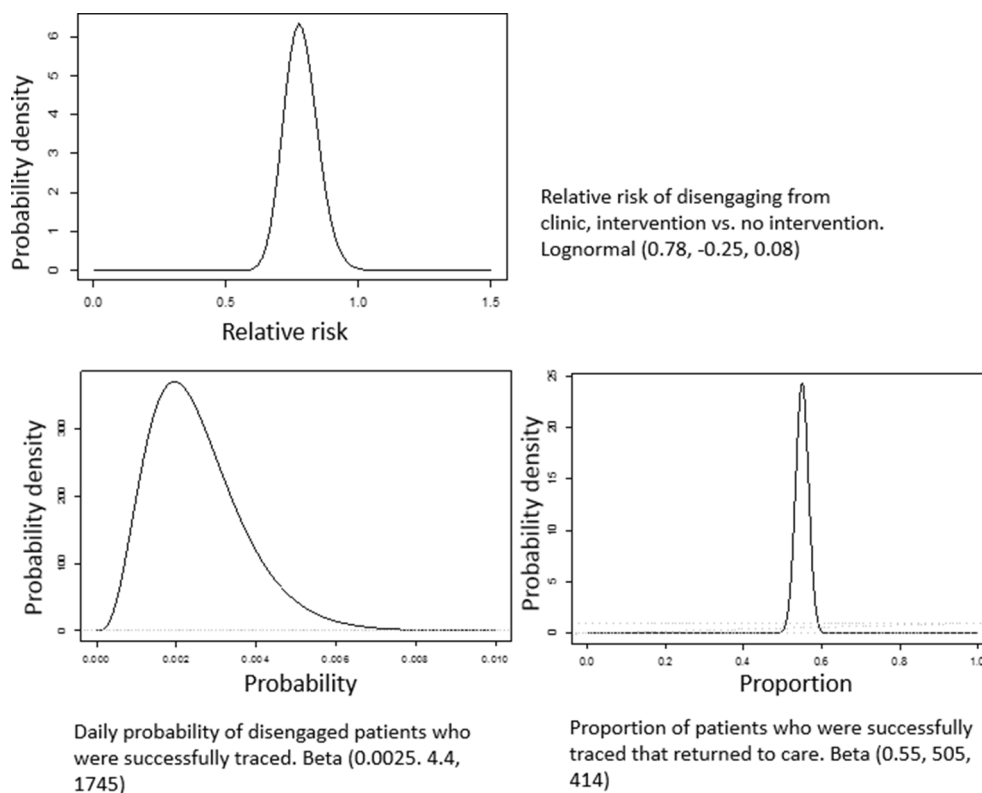 Probability density
6
5
4
3
2
1
0
0.0 0.5 1.0 1.5
Relative risk
Relative risk of disengaging from
clinic, intervention vs. no intervention.
Lognormal (0.78, -0.25, 0.08)
Probability density
300
200
100
0
0.000 0.002 0.004 0.006 0.008 0.010
Probability
Daily probability of disengaged patients who
were successfully traced. Beta (0.0025. 4.4,
1745)
Probability density
25
20
15
10
5
0
0.0 0.2 0.4 0.6 0.8 1.0
Proportion
Proportion of patients who were successfully
traced that returned to care. Beta (0.55, 505,
414)